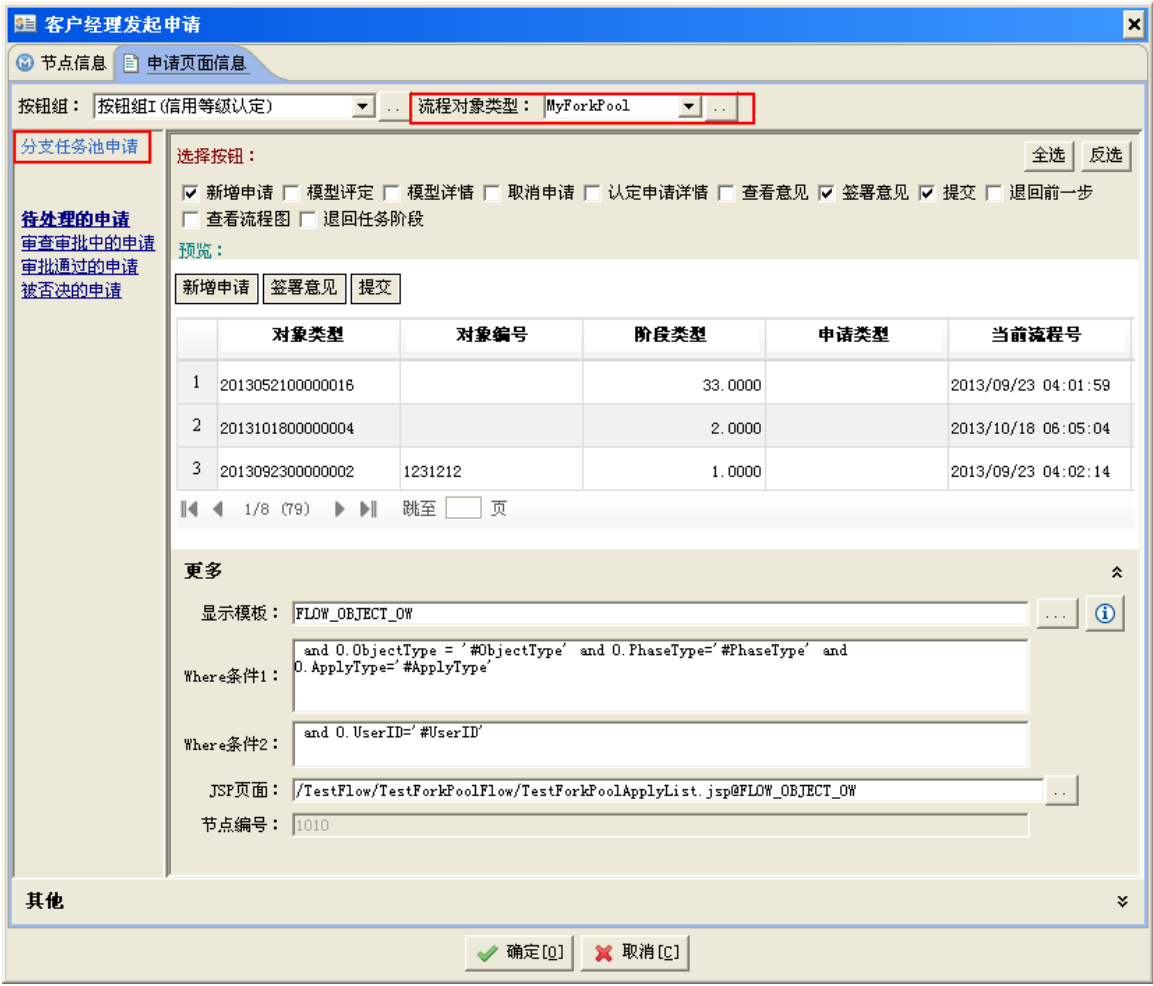 客户经理发起申请
节点信息 申请页面信息
按钮组： 按钮组I(信用等级认定) .. 流程对象类型： MyForkPool ..
分支任务池申请
待处理的申请
审查审批中的申请
审批通过的申请
被否决的申请
选择按钮： 全选 反选
新增申请 模型评定 模型详情 取消申请 认定申请详情 查看意见 签署意见 提交 退回前一步
查看流程图 退回任务阶段
预览：
新增申请 签署意见 提交
对象类型 对象编号 阶段类型 申请类型 当前流程号
1 2013052100000016 33.0000 2013/09/23 04:01:59
2 2013101800000004 2.0000 2013/10/18 06:05:04
3 2013092300000002 1231212 1.0000 2013/09/23 04:02:14
1/8 (79) 跳至 页
更多
显示模板： FLOW_OBJECT_OW ...
Where条件1： and O.ObjectType = '#ObjectType' and O.PhaseType='#PhaseType' and
O.ApplyType='#ApplyType'
Where条件2： and O.UserID='#UserID'
JSP页面： /TestFlow/TestForkPoolFlow/TestForkPoolApplyList.jsp@FLOW_OBJECT_OW ..
节点编号： 1010
其他
确定[O] 取消[C]